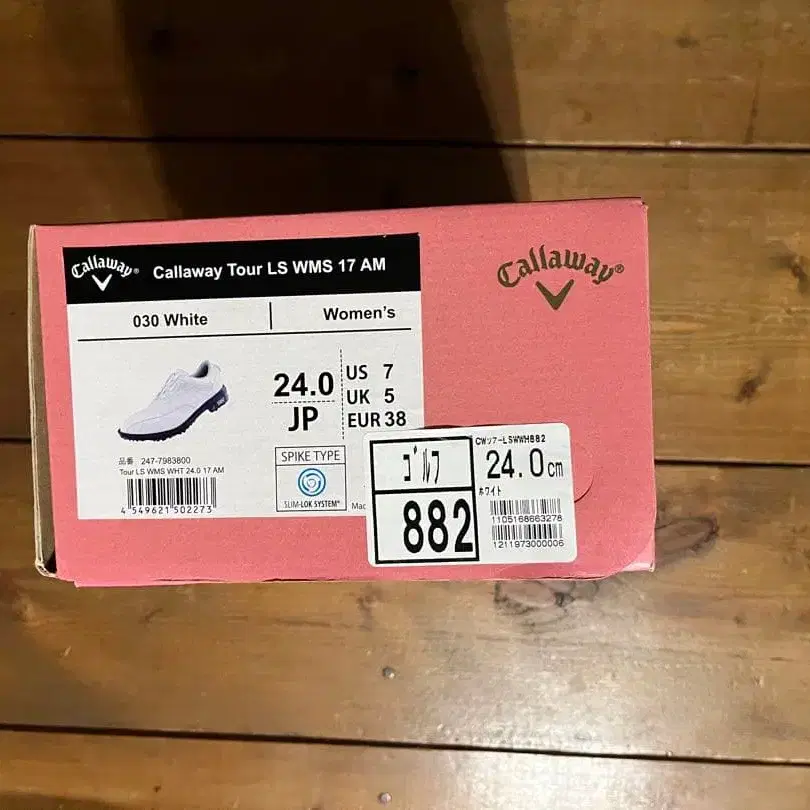 Callaway®
Callaway Tour LS WMS 17 AM
Callaway®
030 White
Women's
24.0
JP
US 7
UK 5
EUR 38
品番 247-7983800
Tour LS WMS WHT 24.0 17 AM
4 549621 502273
SPIKE TYPE
SLIM-LOK SYSTEM®
Mad
ゴルフ
882
CWツアーLSWWH882
24.0cm
ホワイト
1105168663278
1211973000006